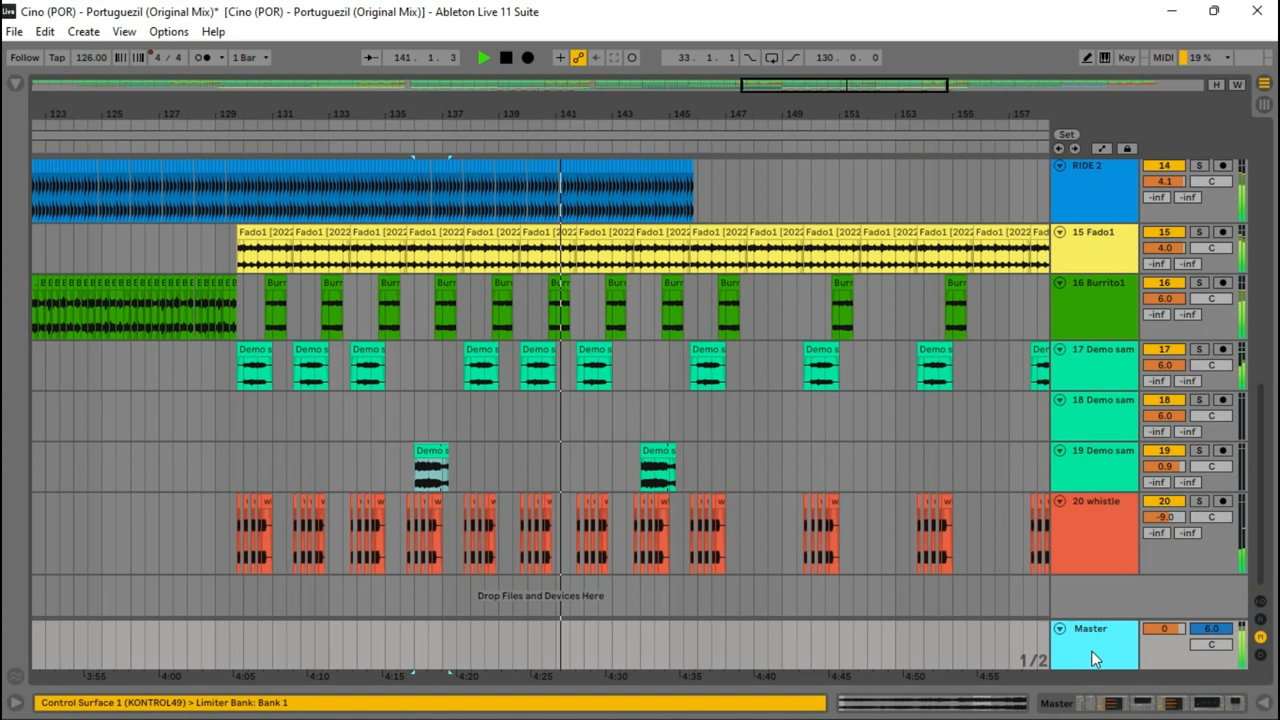 Live Cino (POR) - Portuguezil (Original Mix)* [Cino (POR) - Portuguezil (Original Mix)] - Ableton Live 11 Suite
File Edit Create View Options Help
Follow Tap 126.00 4 / 4 1 Bar 141. 1. 3 33. 1. 1 130. 0. 0 Key MIDI 19 %
H W
123 125 127 129 131 133 135 137 139 141 143 145 147 149 151 153 155 157
Set
RIDE 2 14 S C
4.1
-inf -inf
Fado1 [2022 Fado1 [2022 Fado1 [2022 Fado1 [2022 Fado1 [2022 Fado1 [202 Fado1 [2022 Fado1 [2022 Fado1 [2022 Fado1 [2022 Fado1 [2022 Fado1 [2022 Fado1 [2022 Fado1 [2022 Fado1 [2022 15 Fado1 15 S
4.0 C
-inf -inf
Burr Burr Burr Burr Burr Burr Burr Burr Burr Burr Burr 16 Burrito1 16 S
6.0 C
-inf -inf
Demo s Demo s Demo s Demo s Demo s Demo s Demo s Demo s Demo s Der 17 Demo sam 17 S
6.0 C
-inf -inf
18 Demo sam 18 S
6.0 C
-inf -inf
Demo s Demo s 19 Demo sam 19 S
0.9 C
-inf -inf
20 whistle 20 S
-9.0 C
-inf -inf
Drop Files and Devices Here
Master 0 6.0
C
1/2
3:55 4:00 4:05 4:10 4:15 4:20 4:25 4:30 4:35 4:40 4:45 4:50 4:55
Control Surface 1 (KONTROL49) > Limiter Bank: Bank 1 Master